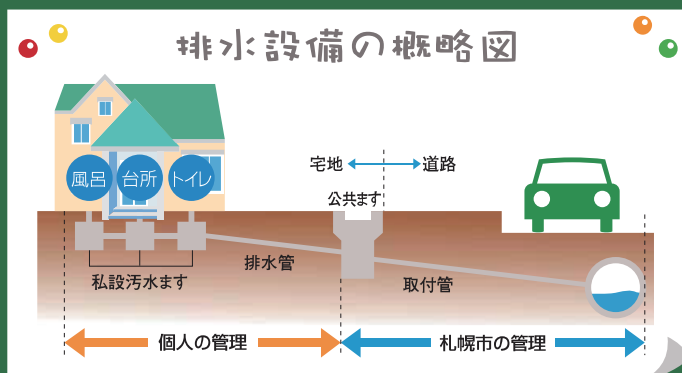 排水設備の概略図
宅地 道路
風呂 台所 トイレ
公共ます
排水管
私設汚水ます
取付管
個人の管理 札幌市の管理